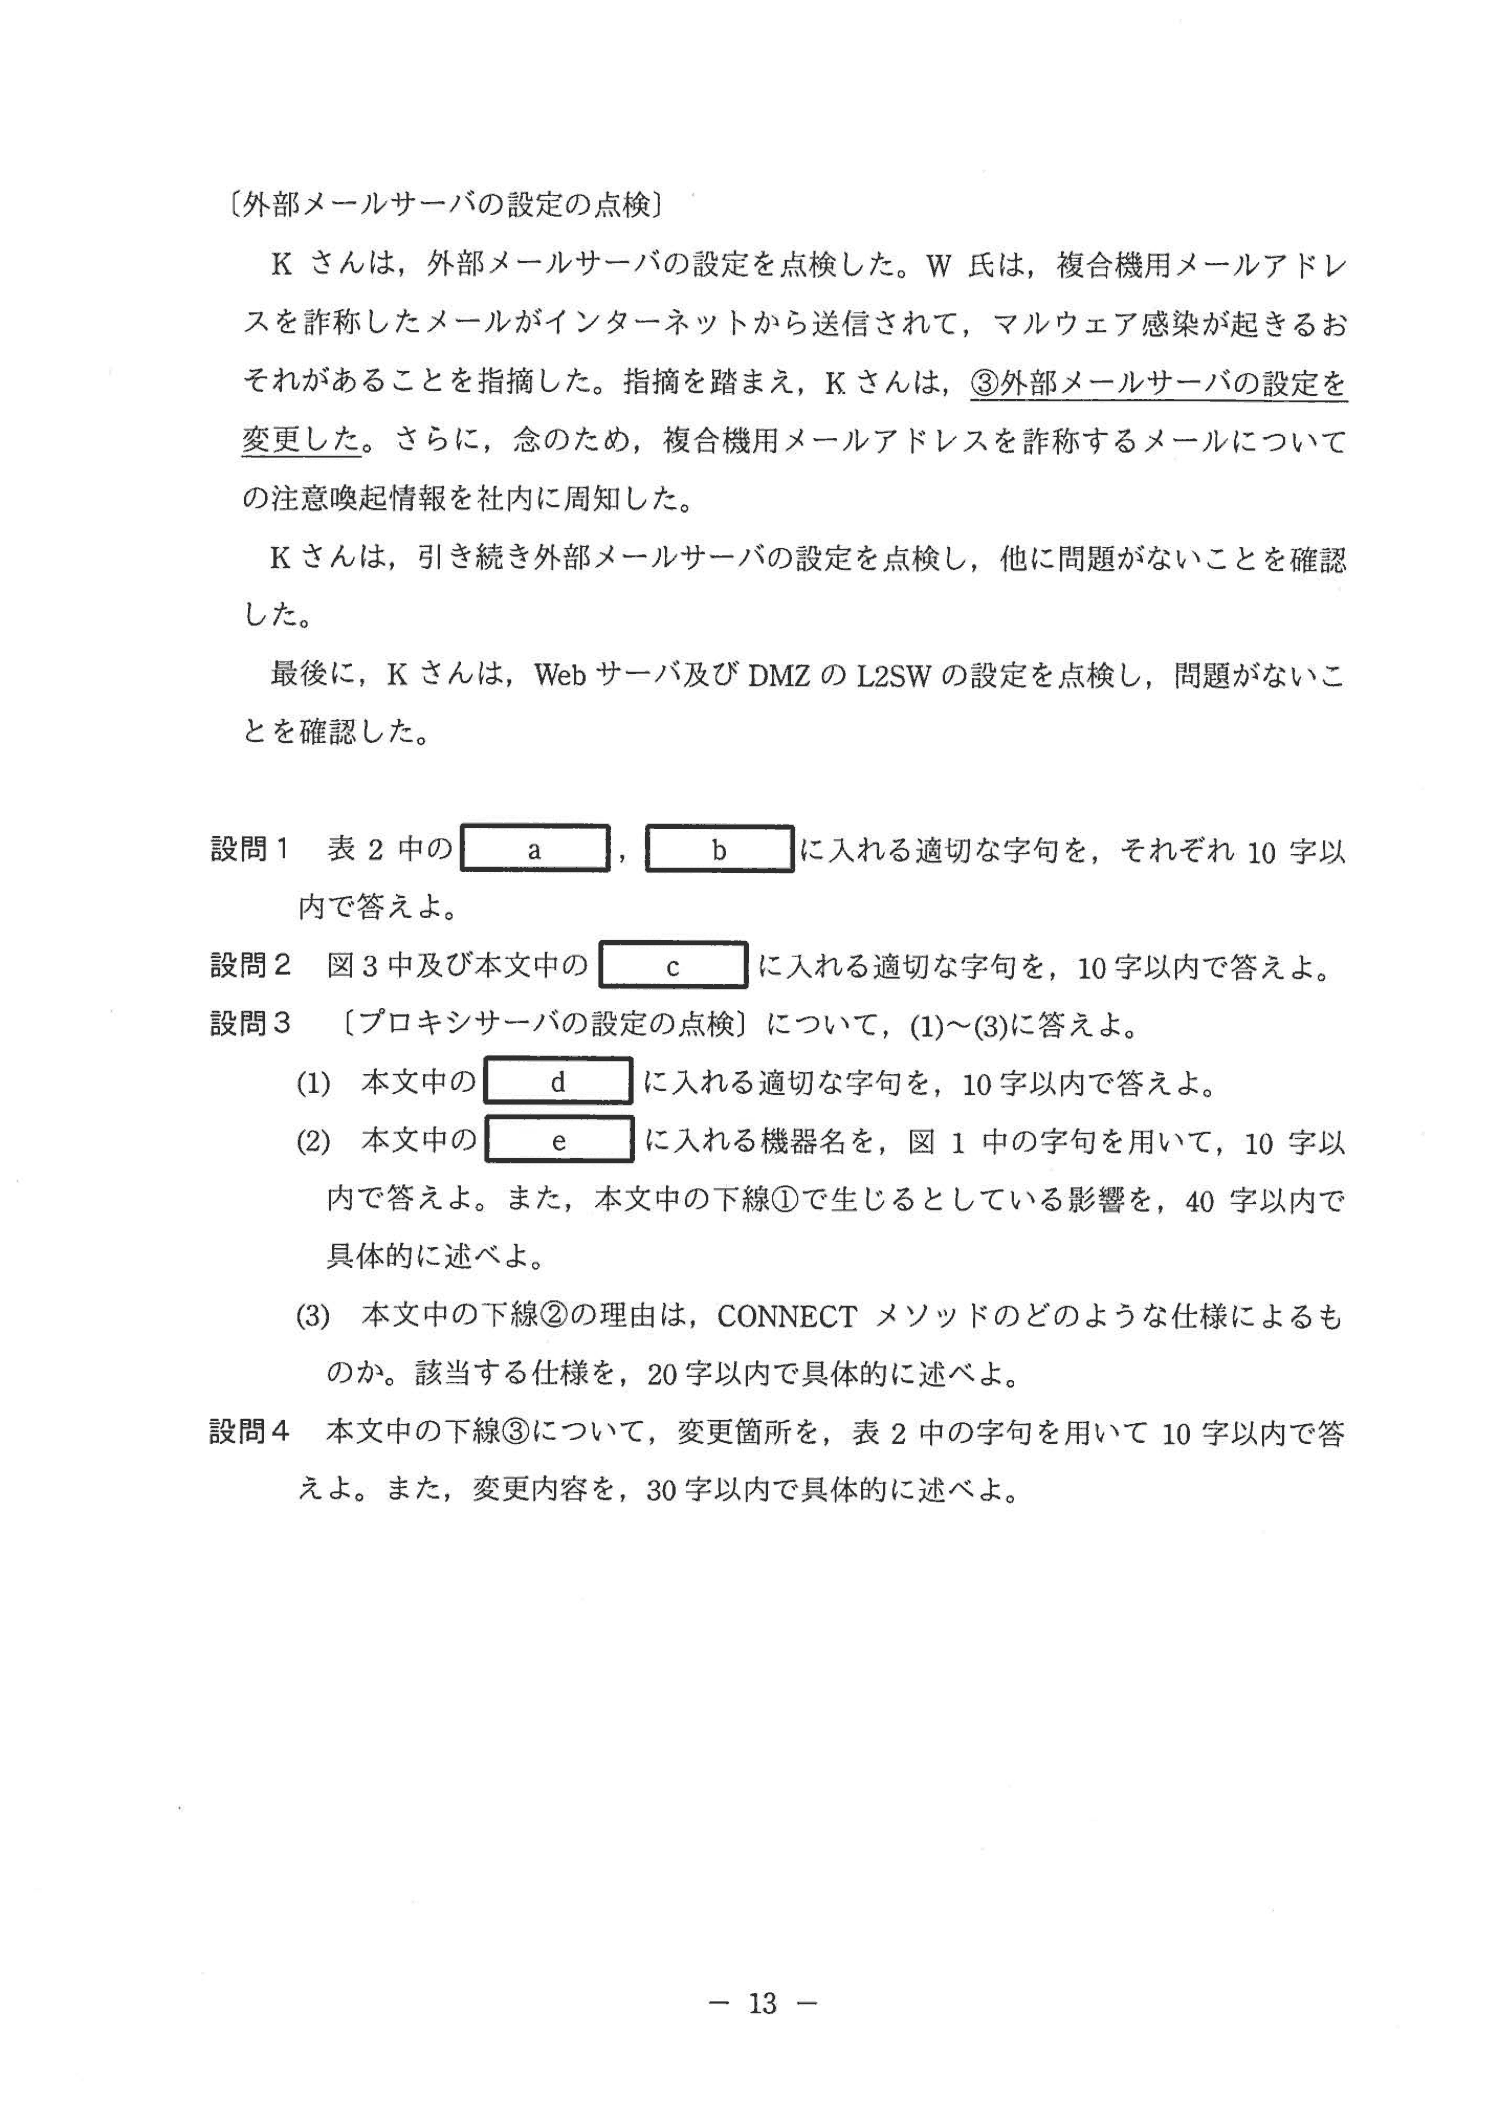 〔外部メールサーバの設定の点検〕
K さんは，外部メールサーバの設定を点検した。W 氏は，複合機用メールアドレ
スを詐称したメールがインターネットから送信されて，マルウェア感染が起きるお
それがあることを指摘した。指摘を踏まえ，K さんは，③外部メールサーバの設定を
変更した。さらに，念のため，複合機用メールアドレスを詐称するメールについて
の注意喚起情報を社内に周知した。
K さんは，引き続き外部メールサーバの設定を点検し，他に問題がないことを確認
した。
最後に，K さんは，Web サーバ及び DMZ の L2SW の設定を点検し，問題がないこ
とを確認した。
設問１　表 2 中の a ， b に入れる適切な字句を，それぞれ 10 字以
内で答えよ。
設問２　図 3 中及び本文中の c に入れる適切な字句を，10 字以内で答えよ。
設問３　〔プロキシサーバの設定の点検〕について，(1)～(3)に答えよ。
(1)　本文中の d に入れる適切な字句を，10 字以内で答えよ。
(2)　本文中の e に入れる機器名を，図 1 中の字句を用いて，10 字以
内で答えよ。また，本文中の下線①で生じるとしている影響を，40 字以内で
具体的に述べよ。
(3)　本文中の下線②の理由は，CONNECT メソッドのどのような仕様によるも
のか。該当する仕様を，20 字以内で具体的に述べよ。
設問４　本文中の下線③について，変更箇所を，表 2 中の字句を用いて 10 字以内で答
えよ。また，変更内容を，30 字以内で具体的に述べよ。
－ 13 －